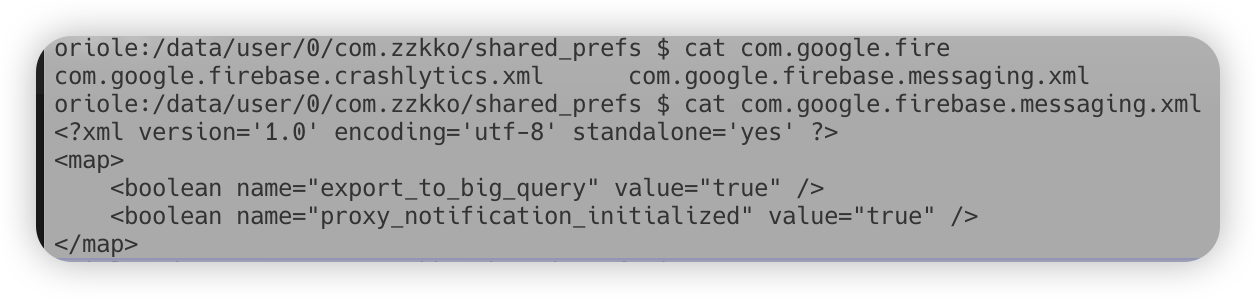 oriole:/data/user/0/com.zzkko/shared_prefs $ cat com.google.fire
com.google.firebase.crashlytics.xml      com.google.firebase.messaging.xml
oriole:/data/user/0/com.zzkko/shared_prefs $ cat com.google.firebase.messaging.xml
<?xml version='1.0' encoding='utf-8' standalone='yes' ?>
<map>
    <boolean name="export_to_big_query" value="true" />
    <boolean name="proxy_notification_initialized" value="true" />
</map>